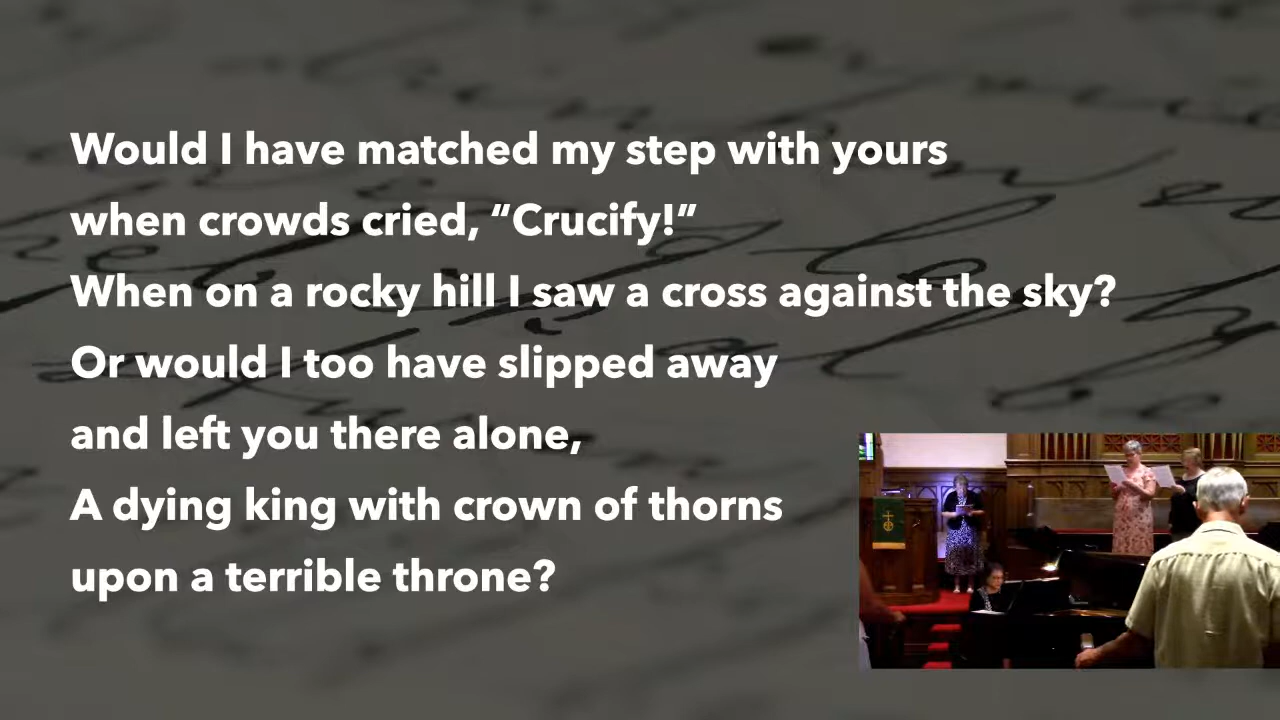 Would I have matched my step with yours
when crowds cried, “Crucify!”
When on a rocky hill I saw a cross against the sky?
Or would I too have slipped away
and left you there alone,
A dying king with crown of thorns
upon a terrible throne?